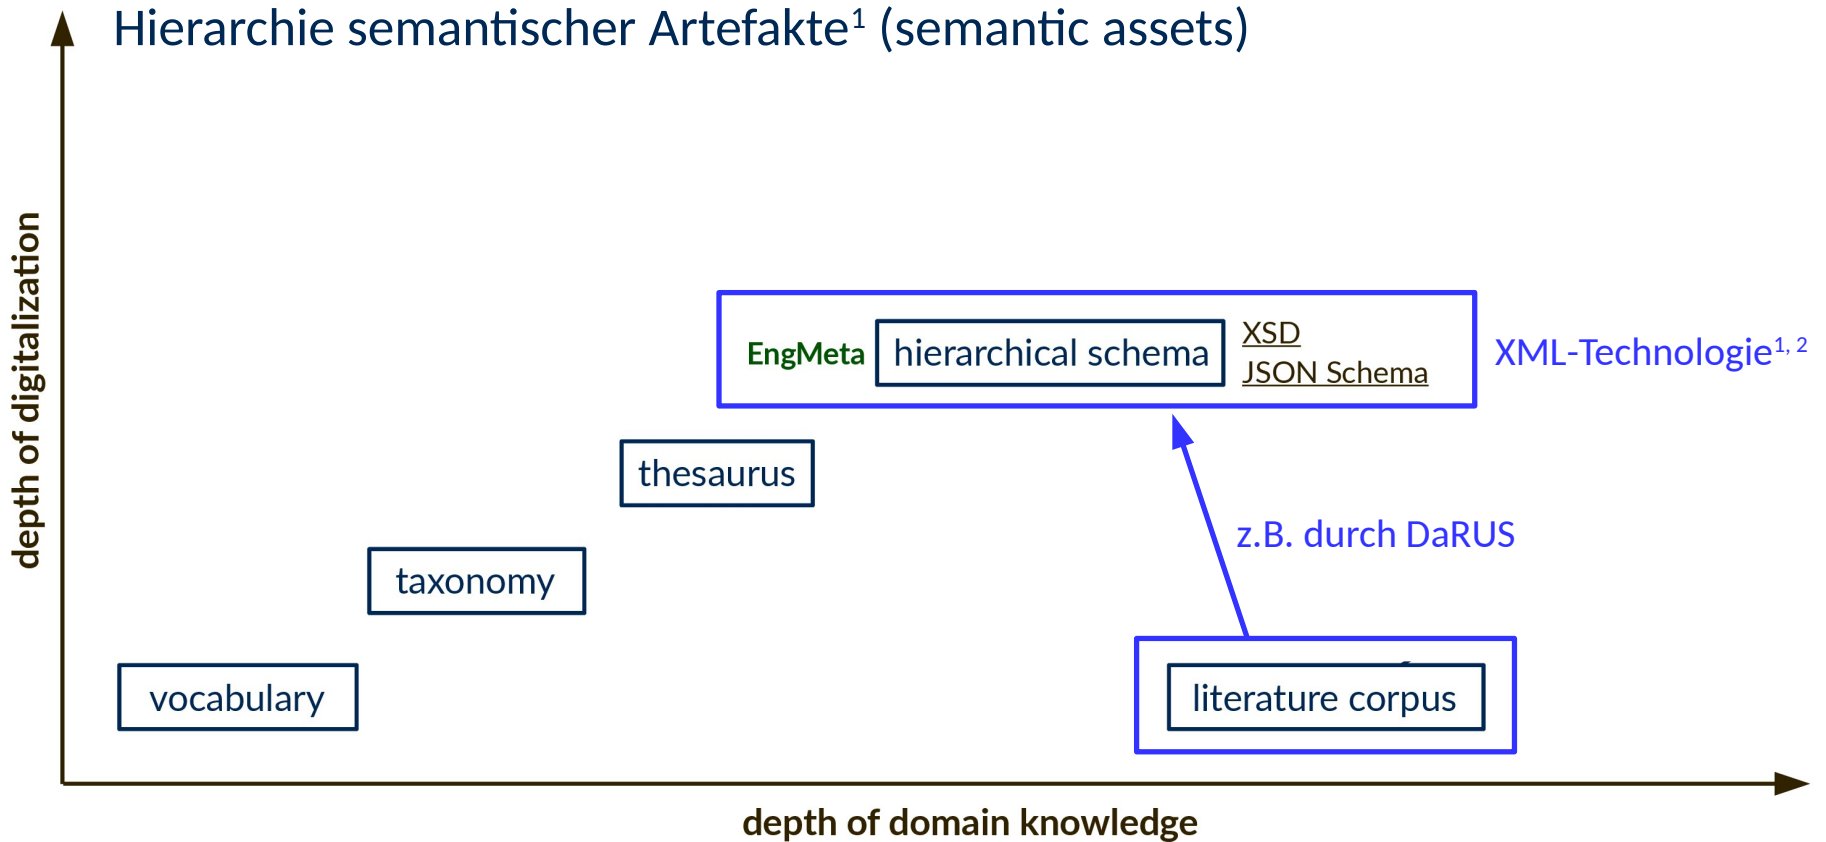 Hierarchie semantischer Artefakte¹ (semantic assets)
depth of digitalization
EngMeta
hierarchical schema
XSD
JSON Schema
XML-Technologie¹, ²
thesaurus
z.B. durch DaRUS
taxonomy
vocabulary
literature corpus
depth of domain knowledge